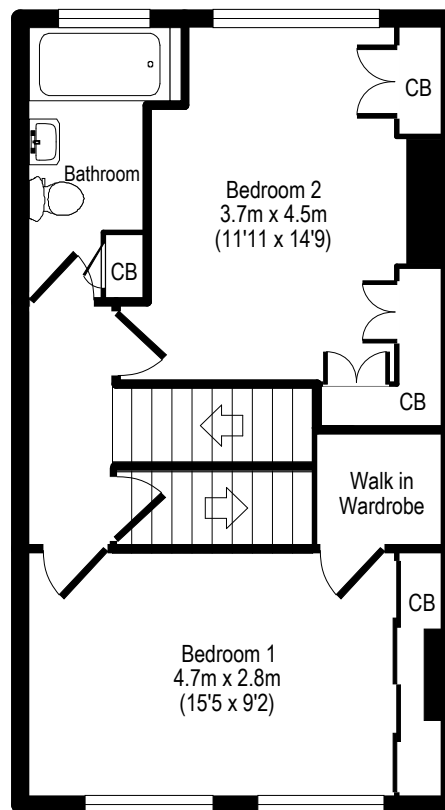 CB
Bathroom
Bedroom 2
3.7m x 4.5m
(11'11 x 14'9)
CB
CB
Walk in
Wardrobe
CB
Bedroom 1
4.7m x 2.8m
(15'5 x 9'2)